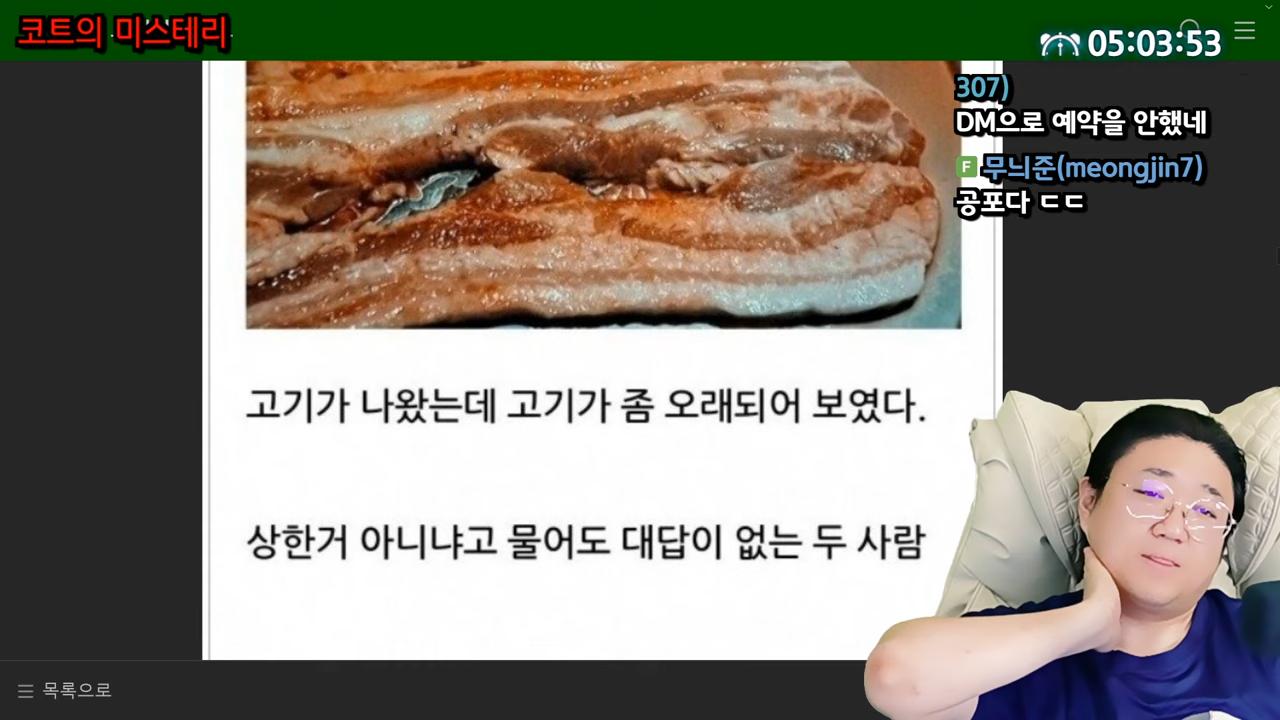 코트의 미스테리
05:03:53
307)
DM으로 예약을 안했네
F 무늬준(meongjin7)
공포다 ㄷㄷ
고기가 나왔는데 고기가 좀 오래되어 보였다.
상한거 아니냐고 물어도 대답이 없는 두 사람
목록으로